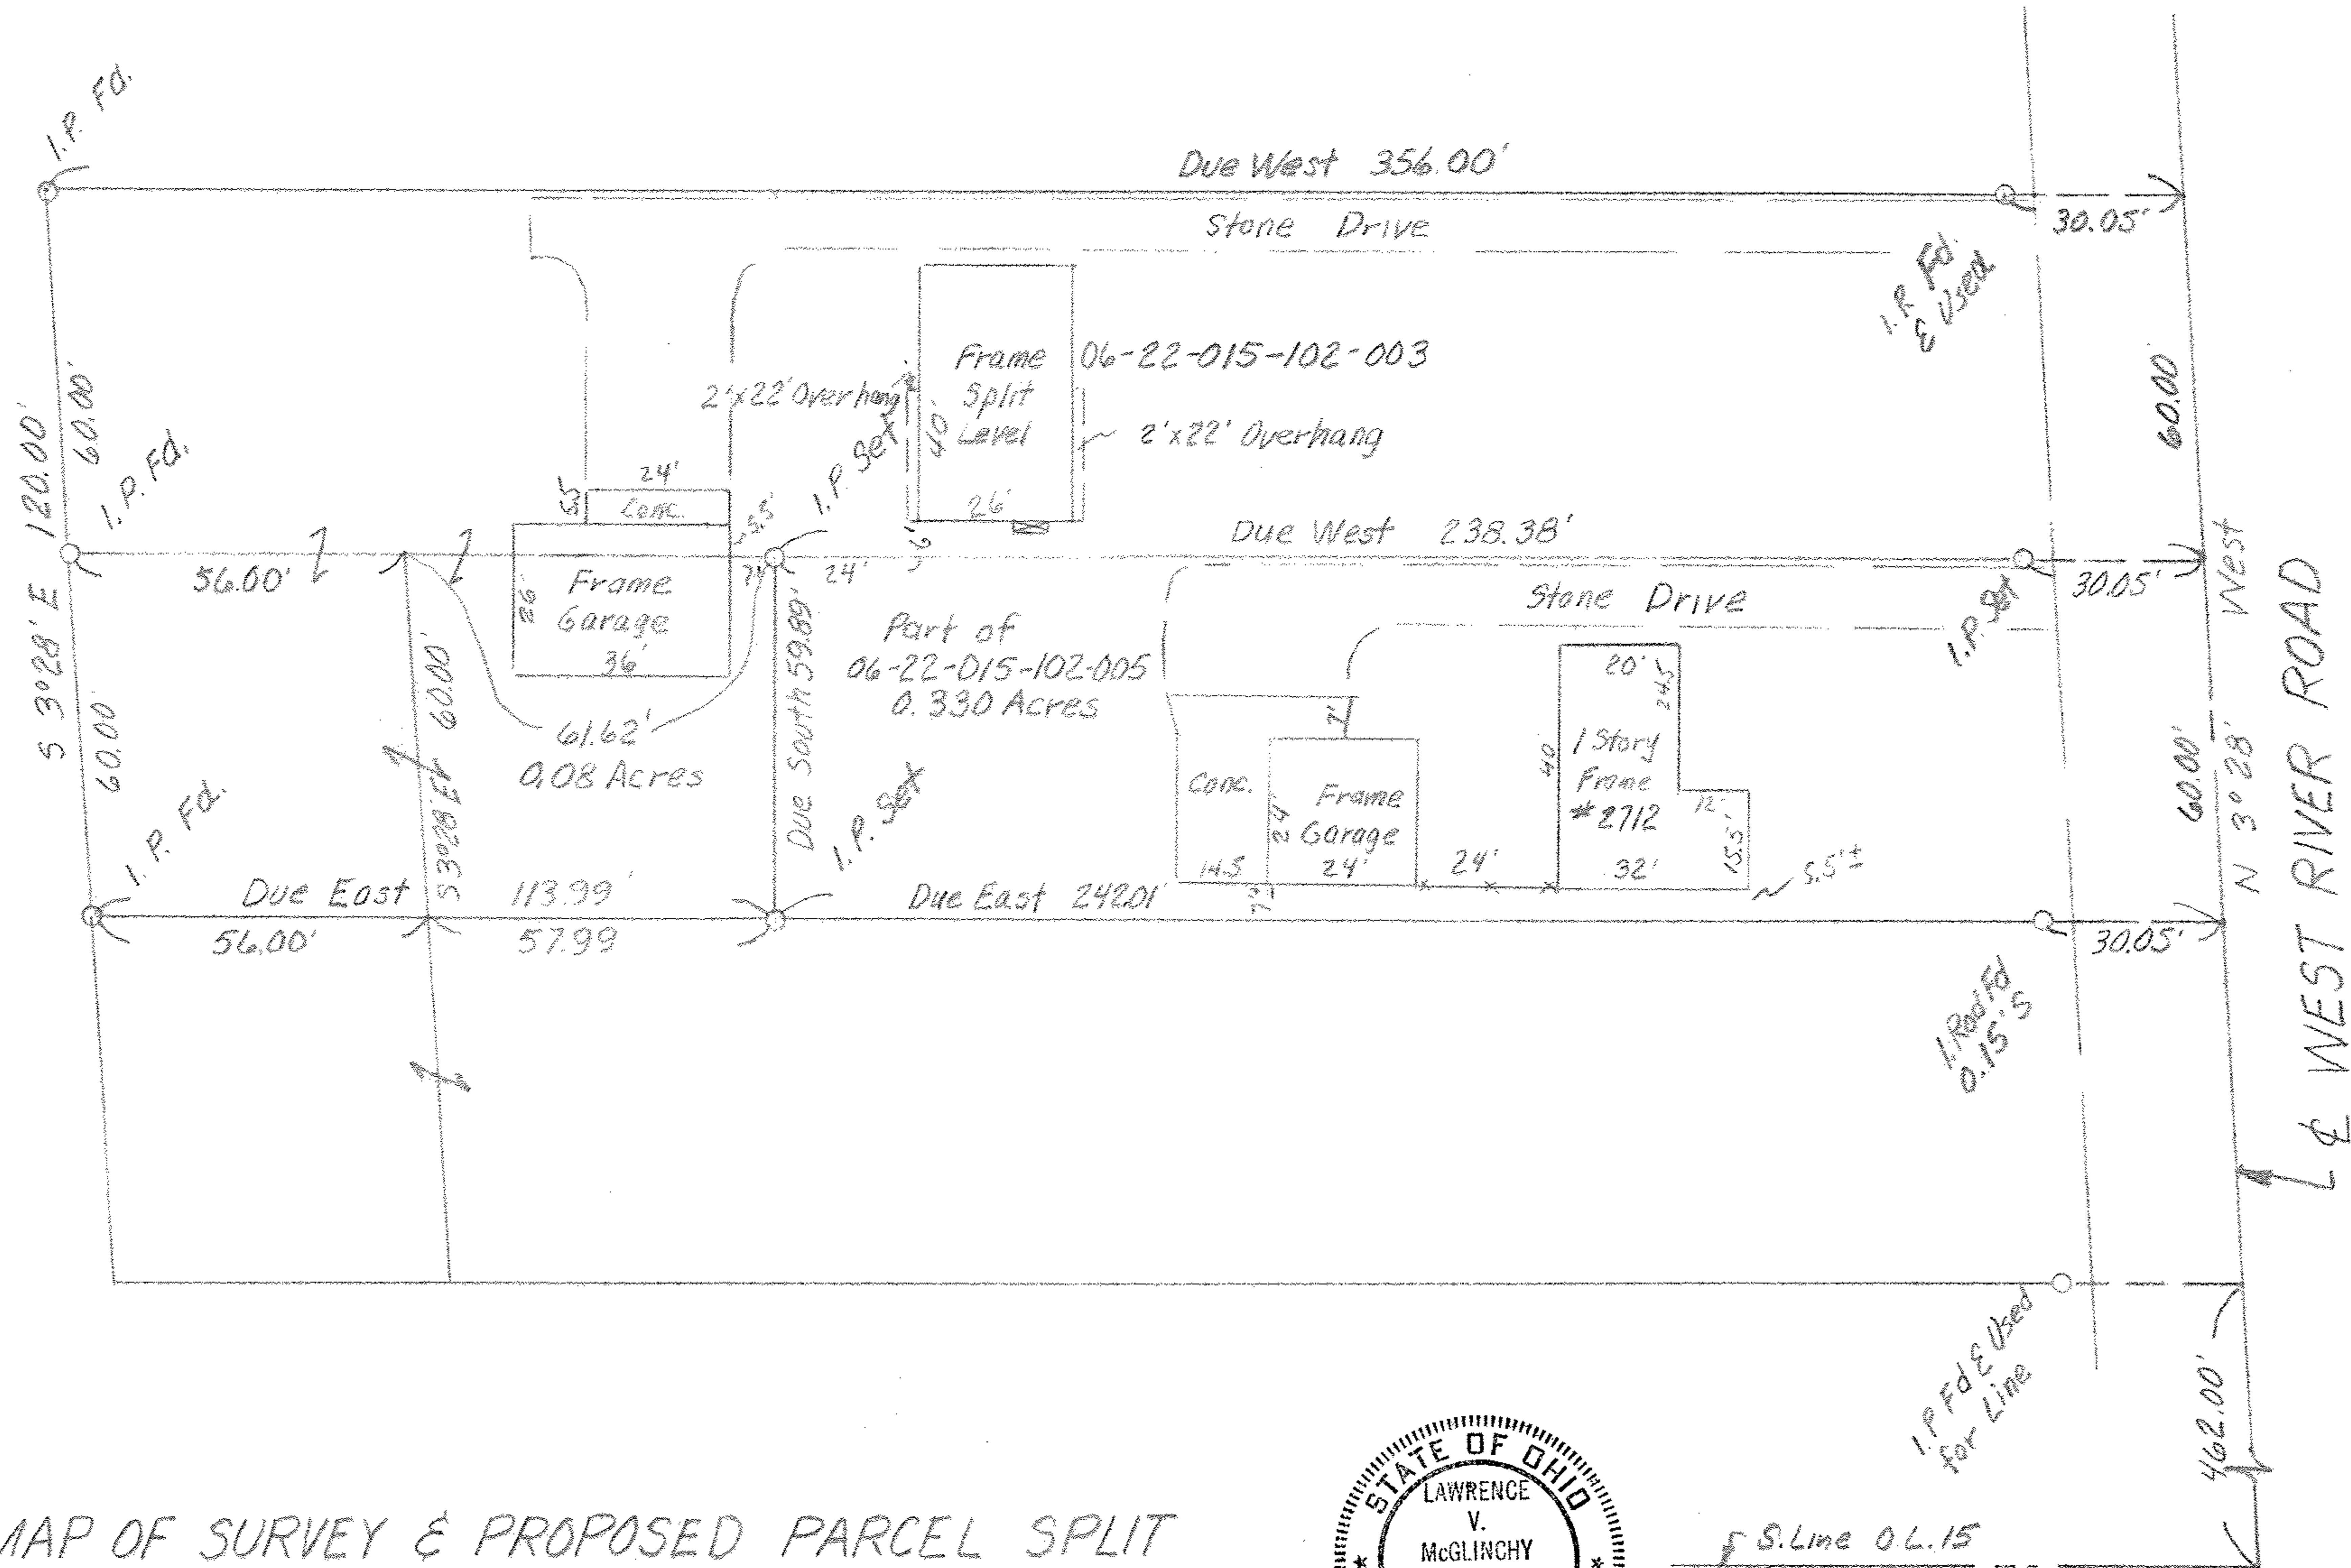 I.P. Fd.
Due West 356.00'
30.05'
Stone Drive
I.P. Fd.
& Used
Frame
Split
Level
06-22-015-102-003
2'x22' Overhang
40'
2'x22' Overhang
26'
60.00
S 3°28' E 120.00'
60.00'
I.P. Fd.
24'
Conc.
5.5'
I.P. Set
6'
Due West 238.38'
30.05'
I.P. Set
56.00'
26'
Frame
Garage
36'
7'
24'
Stone Drive
60.00'
S3°28'E 60.00'
61.62'
0.08 Acres
Due South 59.89'
Part of
06-22-015-102-005
0.330 Acres
I.P. Set
7'
Conc.
14.5
24'
Frame
Garage
24'
24'
20'
24.5
40
1 Story
Frame
#2712
12'
15.5'
32'
5.5'±
60.00'
N 3°28' West
₵ WEST RIVER ROAD
60.00
I.P. Fd.
Due East 113.99'
56.00'
57.99
Due East 242.01'
30.05'
I. Rod Fd
0.15' S
I.P Fd & Used
for Line
462.00'
MAP OF SURVEY & PROPOSED PARCEL SPLIT
STATE OF OHIO
LAWRENCE
V.
McGLINCHY
S. Line O.L. 15